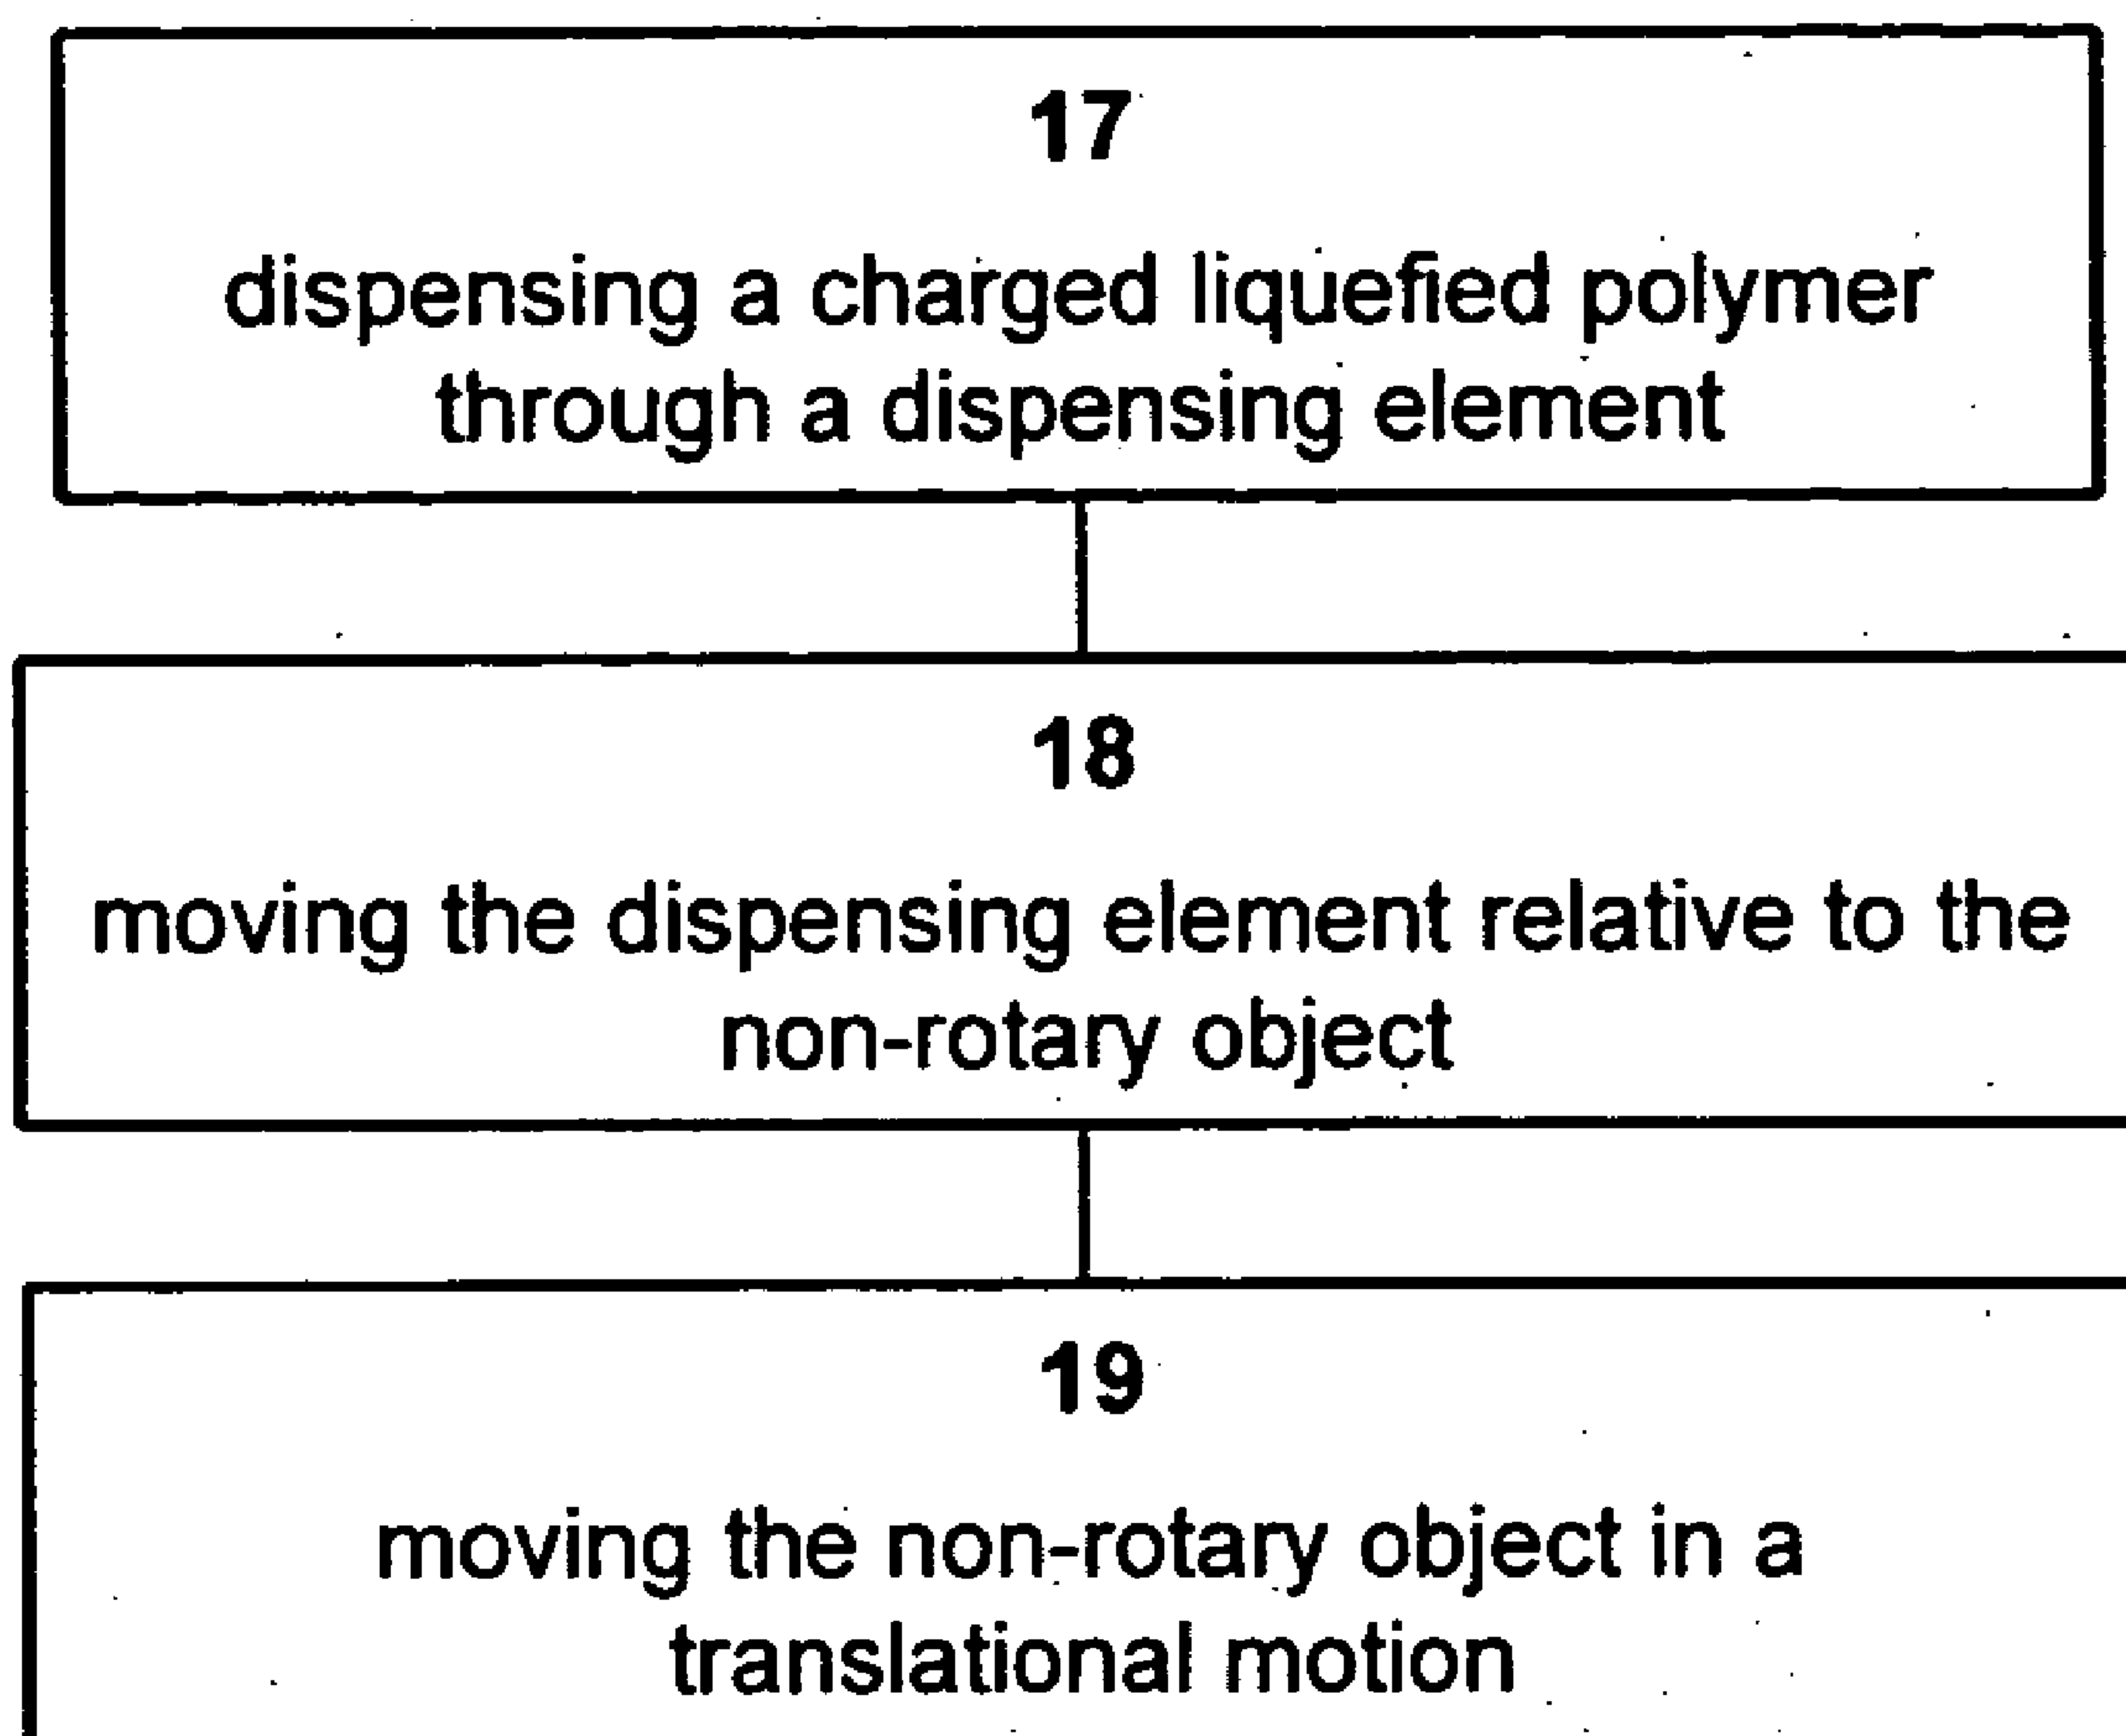 17
dispensing a charged liquefied polymer
through a dispensing element
18
moving the dispensing element relative to the
non-rotary object
19
moving the non-rotary object in a
translational motion